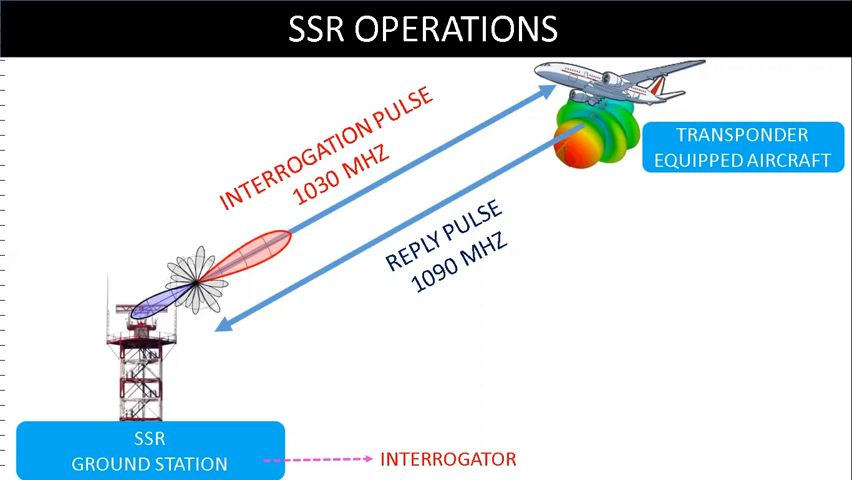 SSR OPERATIONS
INTERROGATION PULSE
1030 MHZ
TRANSPONDER
EQUIPPED AIRCRAFT
REPLY PULSE
1090 MHZ
SSR
GROUND STATION
INTERROGATOR